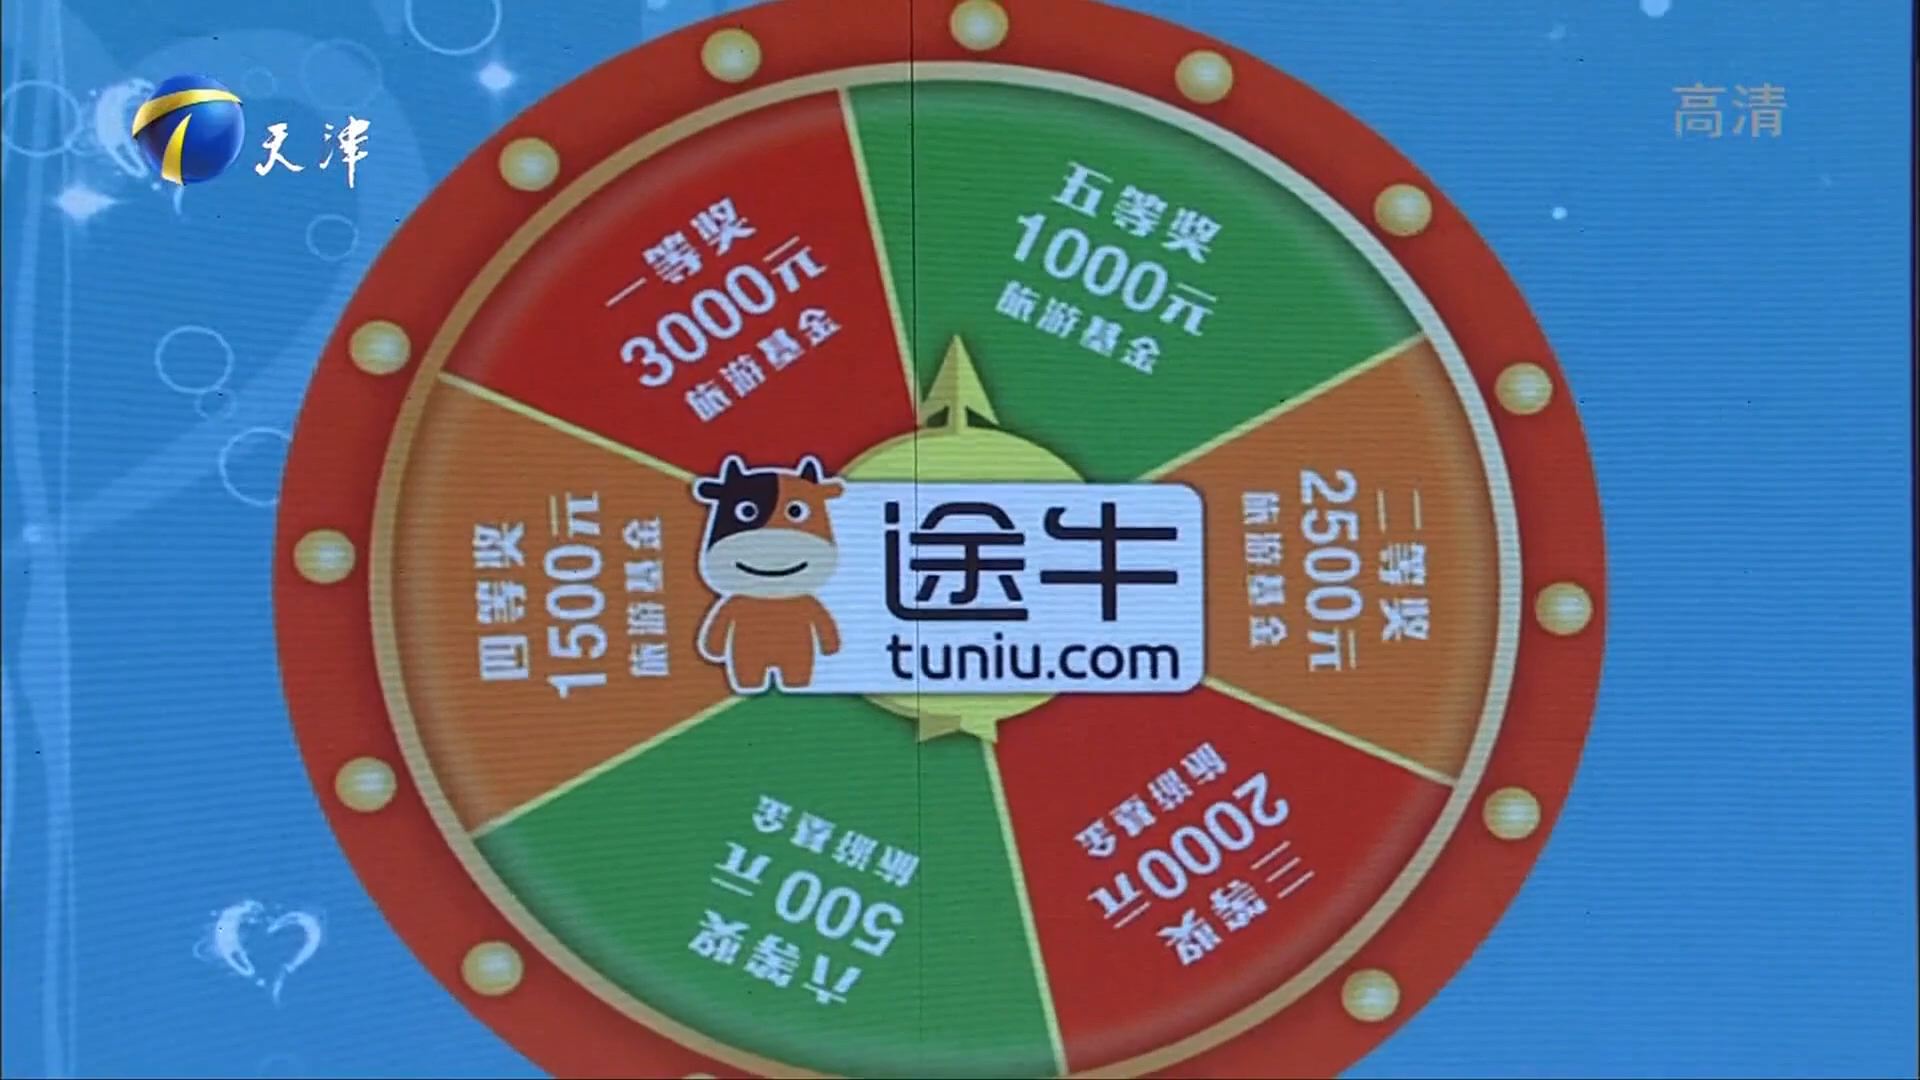 天津
高清
一等奖
3000元
旅游基金
五等奖
1000元
旅游基金
二等奖
2500元
旅游基金
三等奖
2000元
旅游基金
六等奖
500元
旅游基金
四等奖
1500元
旅游基金
途牛
tuniu.com